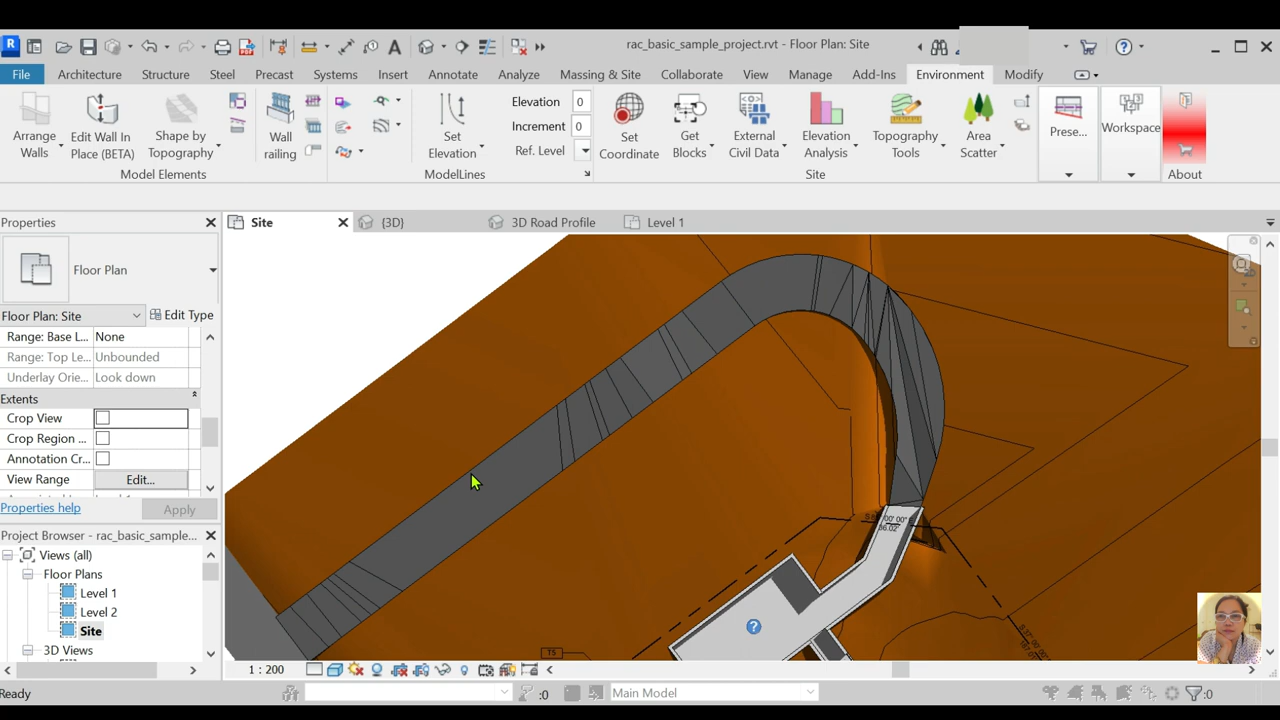 rac_basic_sample_project.rvt - Floor Plan: Site
File Architecture Structure Steel Precast Systems Insert Annotate Analyze Massing & Site Collaborate View Manage Add-Ins Environment Modify
Elevation 0
Increment 0
Ref. Level
Arrange Walls
Edit Wall In Place (BETA)
Shape by Topography
Wall railing
Set Elevation
Set Coordinate
Get Blocks
External Civil Data
Elevation Analysis
Topography Tools
Area Scatter
Prese...
Workspace
Model Elements ModelLines Site About
Properties
Site {3D} 3D Road Profile Level 1
Floor Plan
Floor Plan: Site Edit Type
Range: Base L... None
Range: Top Le... Unbounded
Underlay Orie... Look down
Extents
Crop View
Crop Region ...
Annotation Cr...
View Range Edit...
Properties help Apply
Project Browser - rac_basic_sample...
Views (all)
Floor Plans
Level 1
Level 2
Site
3D Views
1 : 200
Ready :0 Main Model :0